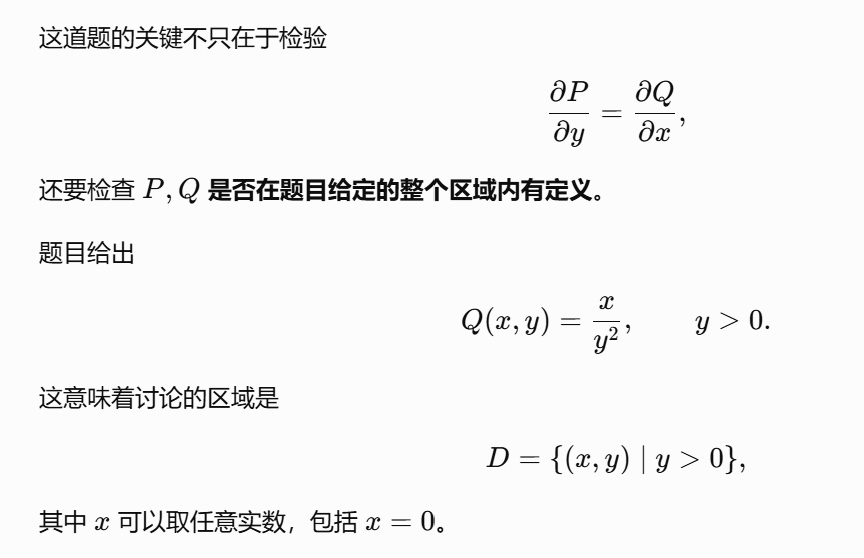 这道题的关键不只在于检验
$$\frac{\partial P}{\partial y} = \frac{\partial Q}{\partial x},$$
还要检查 $P, Q$ 是否在题目给定的整个区域内有定义。
题目给出
$$Q(x, y) = \frac{x}{y^2}, \qquad y > 0.$$
这意味着讨论的区域是
$$D = \{(x, y) \mid y > 0\},$$
其中 $x$ 可以取任意实数，包括 $x = 0$。